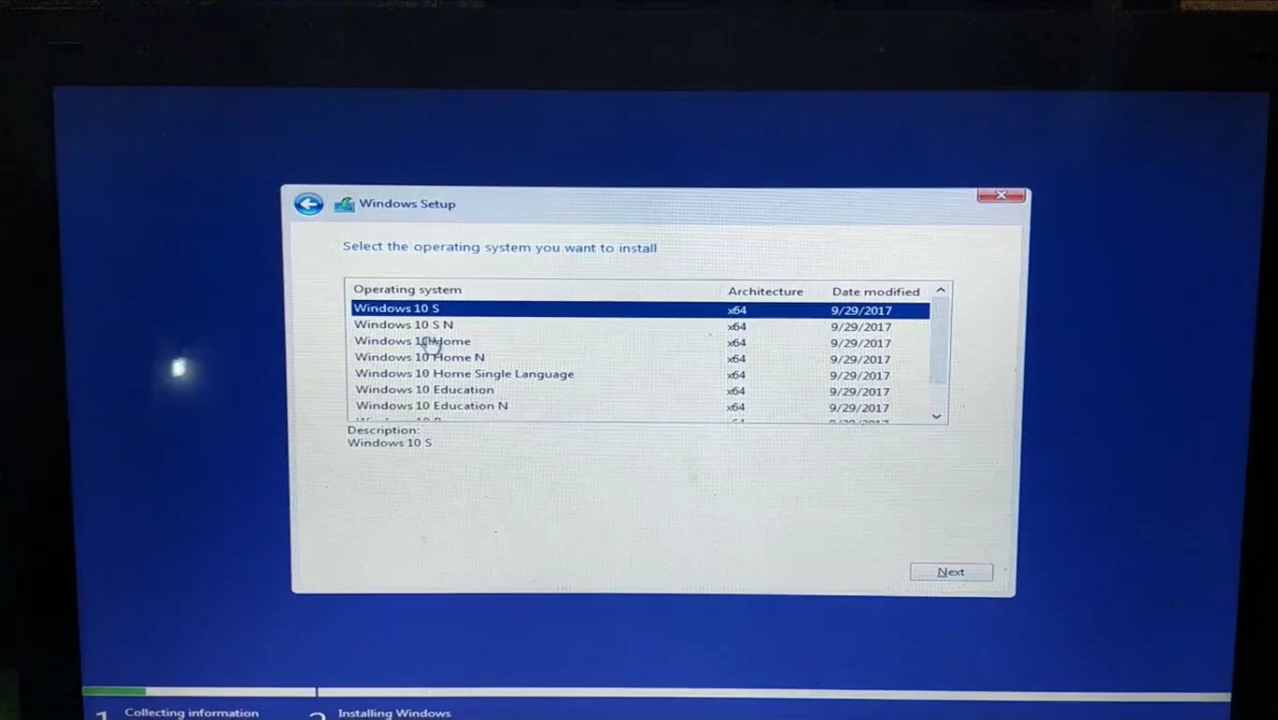 Windows Setup
Select the operating system you want to install
Operating system Architecture Date modified
Windows 10 S x64 9/29/2017
Windows 10 S N x64 9/29/2017
Windows 10 Home x64 9/29/2017
Windows 10 Home N x64 9/29/2017
Windows 10 Home Single Language x64 9/29/2017
Windows 10 Education x64 9/29/2017
Windows 10 Education N x64 9/29/2017
Description:
Windows 10 S
Next
1 Collecting information 2 Installing Windows